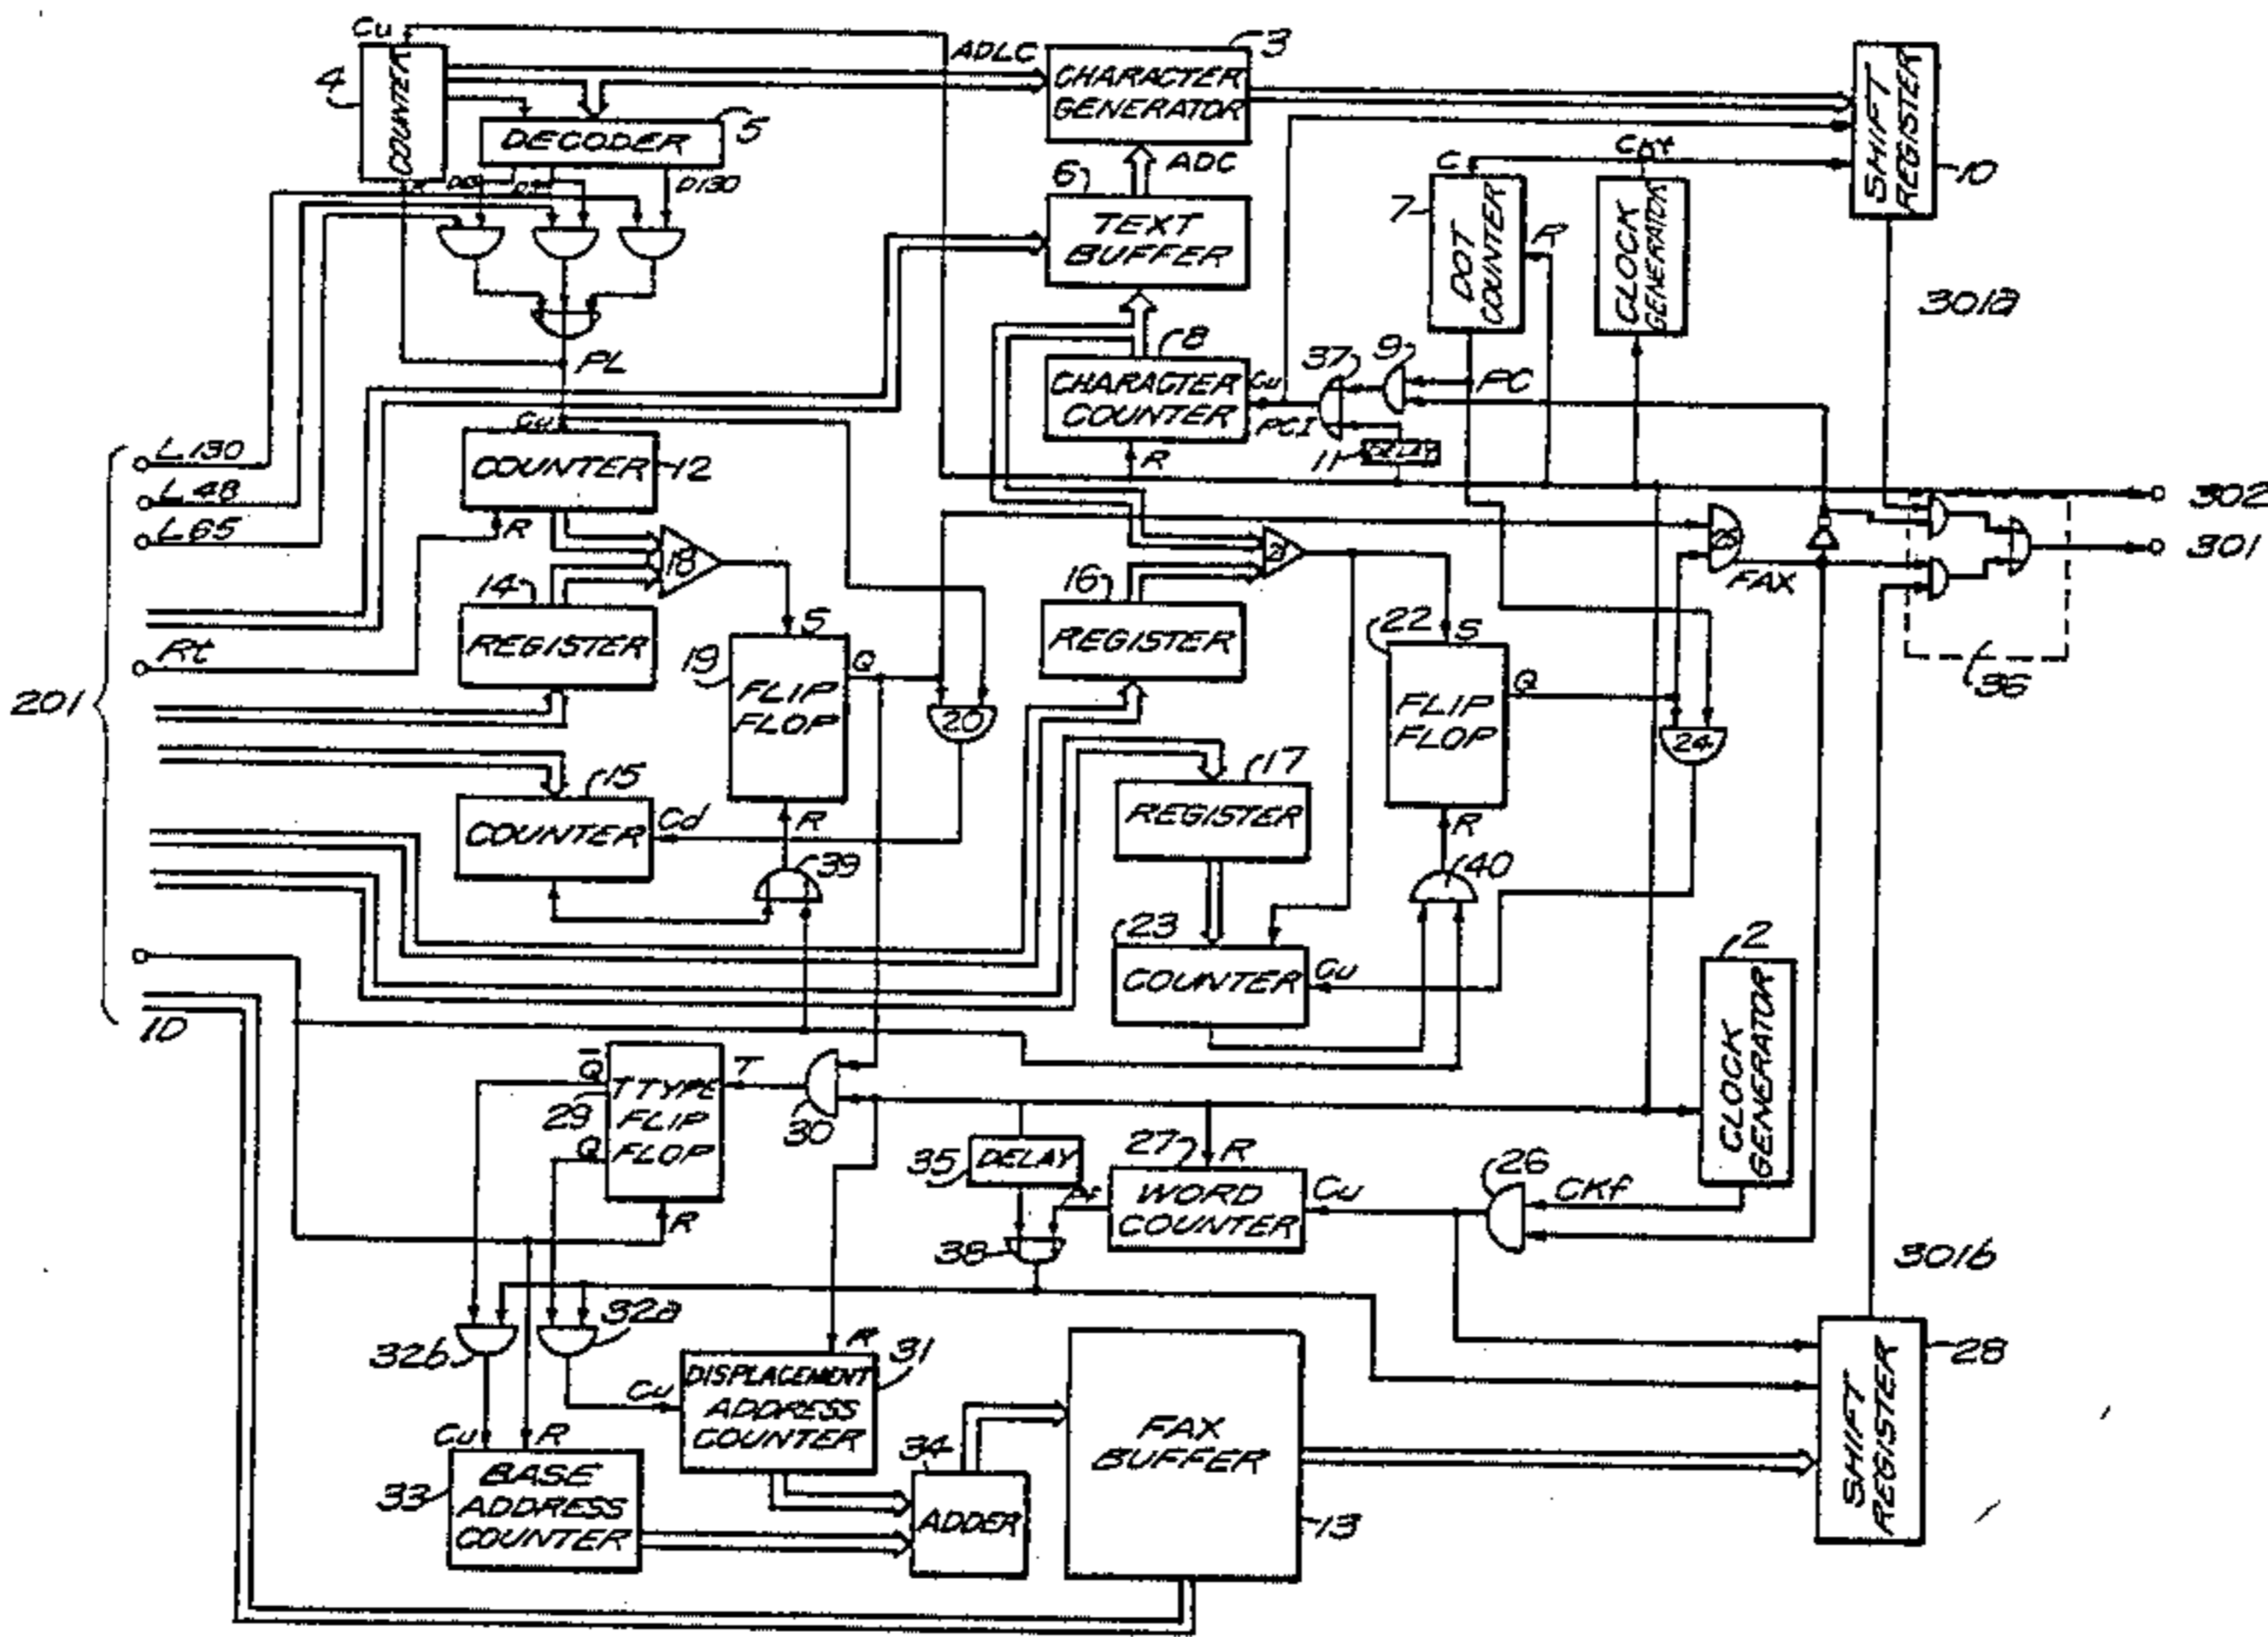 Cu
4
COUNTER
ADLC
3
CHARACTER
GENERATOR
SHIFT
REGISTER
10
DECODER
5
D130
ADC
6
TEXT
BUFFER
C
CKt
7
DOT
COUNTER
R
CLOCK
GENERATOR
301a
PL
8
CHARACTER
COUNTER
Cu
PCI
R
37
9
PC
11
DELAY
201
L130
L48
L65
Rt
1D
Cu
COUNTER
12
R
18
14
REGISTER
S
19
FLIP
FLOP
Q
R
20
15
COUNTER
Cd
39
16
REGISTER
17
REGISTER
22
S
FLIP
FLOP
Q
R
24
FAX
302
301
36
40
23
COUNTER
Cu
2
CLOCK
GENERATOR
Q
29
T TYPE
FLIP
FLOP
Q
T
R
30
35
DELAY
27
R
WORD
COUNTER
Cu
26
CKf
38
301b
32b
32a
R
31
DISPLACEMENT
ADDRESS
COUNTER
Cu
Cu
R
33
BASE
ADDRESS
COUNTER
34
ADDER
FAX
BUFFER
13
SHIFT
REGISTER
28